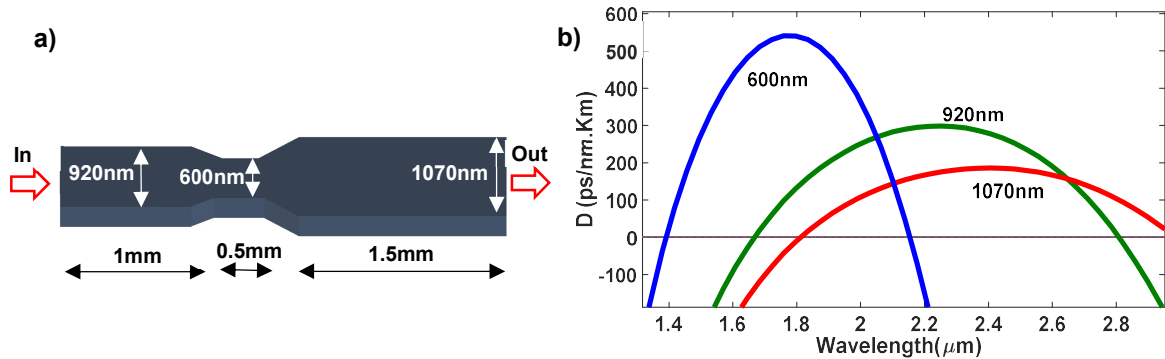 a)
In
920nm
600nm
1070nm
Out
1mm
0.5mm
1.5mm
b)
D (ps/nm.Km)
600
500
400
300
200
100
0
-100
600nm
920nm
1070nm
1.4 1.6 1.8 2 2.2 2.4 2.6 2.8
Wavelength(μm)